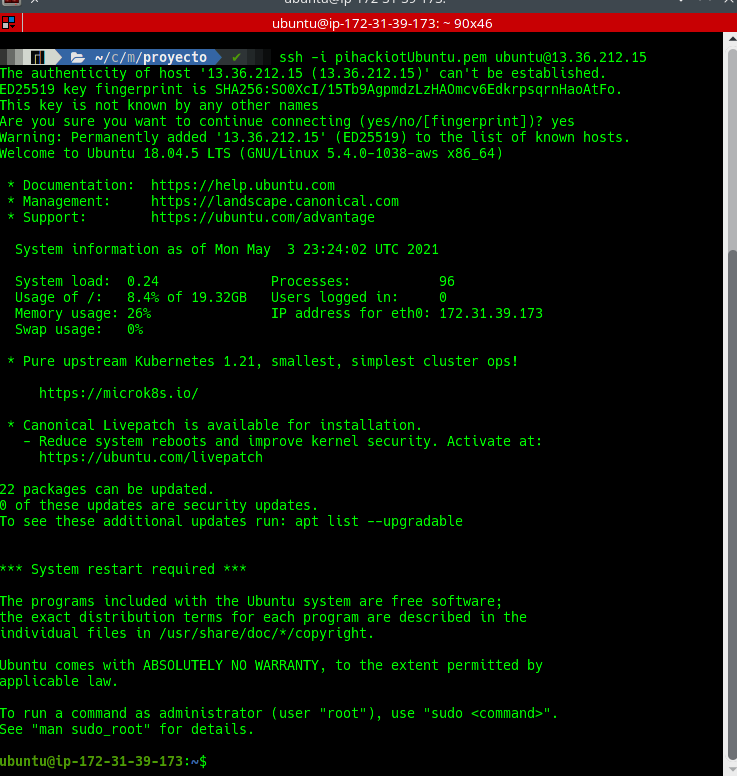 ubuntu@ip-172-31-39-173: ~ 90x46
~/c/m/proyecto ✔ ssh -i pihackiotUbuntu.pem ubuntu@13.36.212.15
The authenticity of host '13.36.212.15 (13.36.212.15)' can't be established.
ED25519 key fingerprint is SHA256:SO0XcI/15Tb9AgpmdzLzHAOmcv6EdkrpsqrnHaoAtFo.
This key is not known by any other names
Are you sure you want to continue connecting (yes/no/[fingerprint])? yes
Warning: Permanently added '13.36.212.15' (ED25519) to the list of known hosts.
Welcome to Ubuntu 18.04.5 LTS (GNU/Linux 5.4.0-1038-aws x86_64)
* Documentation:  https://help.ubuntu.com
* Management:     https://landscape.canonical.com
* Support:        https://ubuntu.com/advantage
System information as of Mon May  3 23:24:02 UTC 2021
System load:  0.24              Processes:           96
Usage of /:   8.4% of 19.32GB   Users logged in:     0
Memory usage: 26%               IP address for eth0: 172.31.39.173
Swap usage:   0%
* Pure upstream Kubernetes 1.21, smallest, simplest cluster ops!
https://microk8s.io/
* Canonical Livepatch is available for installation.
- Reduce system reboots and improve kernel security. Activate at:
https://ubuntu.com/livepatch
22 packages can be updated.
0 of these updates are security updates.
To see these additional updates run: apt list --upgradable
*** System restart required ***
The programs included with the Ubuntu system are free software;
the exact distribution terms for each program are described in the
individual files in /usr/share/doc/*/copyright.
Ubuntu comes with ABSOLUTELY NO WARRANTY, to the extent permitted by
applicable law.
To run a command as administrator (user "root"), use "sudo <command>".
See "man sudo_root" for details.
ubuntu@ip-172-31-39-173:~$